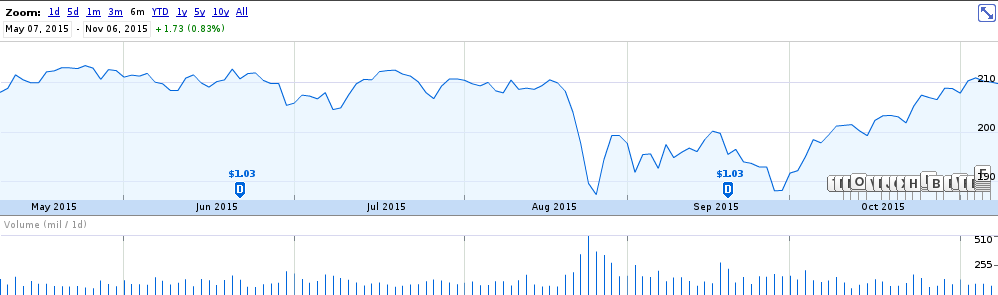 Zoom: 1d 5d 1m 3m 6m YTD 1y 5y 10y All
May 07, 2015 - Nov 06, 2015 +1.73 (0.83%)
210
200
190
$1.03 $1.03
D D
O V H B
May 2015 Jun 2015 Jul 2015 Aug 2015 Sep 2015 Oct 2015
Volume (mil / 1d)
510
255